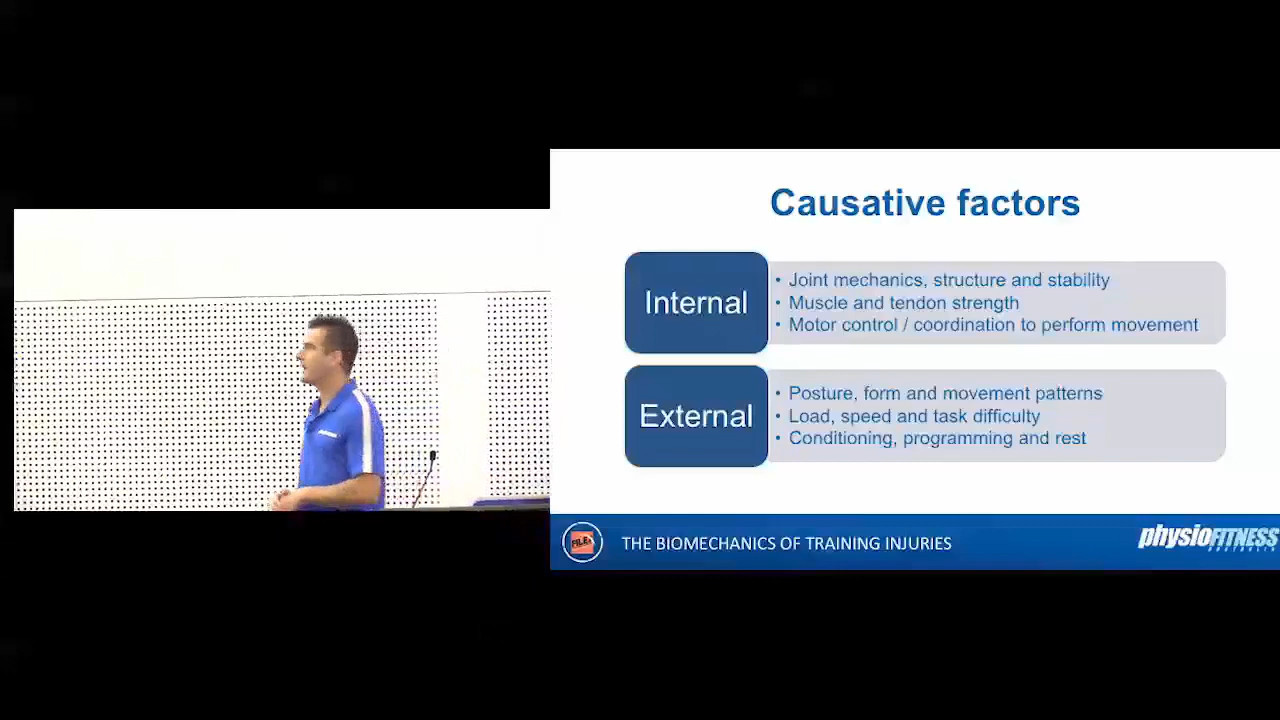 Causative factors
Internal
• Joint mechanics, structure and stability
• Muscle and tendon strength
• Motor control / coordination to perform movement
External
• Posture, form and movement patterns
• Load, speed and task difficulty
• Conditioning, programming and rest
FILEX
THE BIOMECHANICS OF TRAINING INJURIES
physioFITNESS
AUSTRALIA